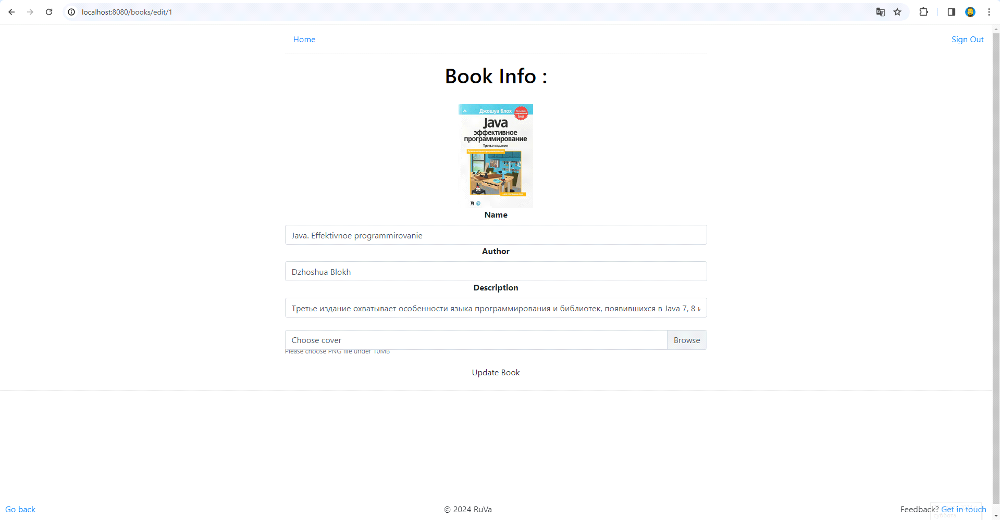 localhost:8080/books/edit/1
Home
Sign Out
Book Info :
Джошуа Блох
Java
эффективное
программирование
Третье издание
Name
Java. Effektivnoe programmirovanie
Author
Dzhoshua Blokh
Description
Третье издание охватывает особенности языка программирования и библиотек, появившихся в Java 7, 8 и
Choose cover
Browse
Please choose PNG file under 10MB
Update Book
Go back
© 2024 RuVa
Feedback? Get in touch